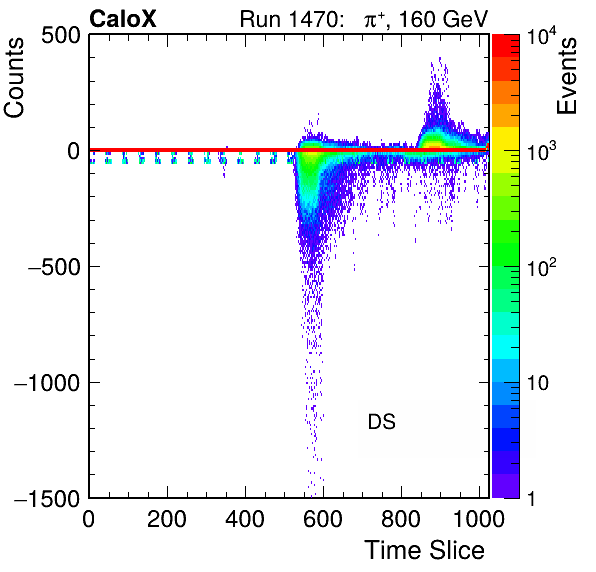 CaloX Run 1470: π⁺, 160 GeV
Counts
Events
500
0
−500
−1000
−1500
0 200 400 600 800 1000
Time Slice
DS
10⁴
10³
10²
10
1